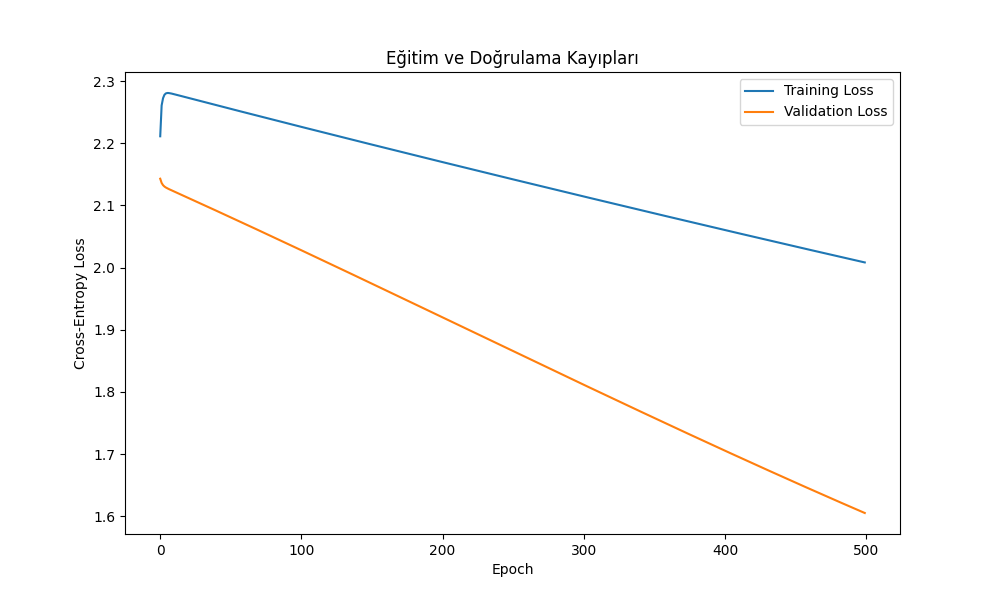 Eğitim ve Doğrulama Kayıpları
Training Loss
Validation Loss
Cross-Entropy Loss
2.3
2.2
2.1
2.0
1.9
1.8
1.7
1.6
0 100 200 300 400 500
Epoch